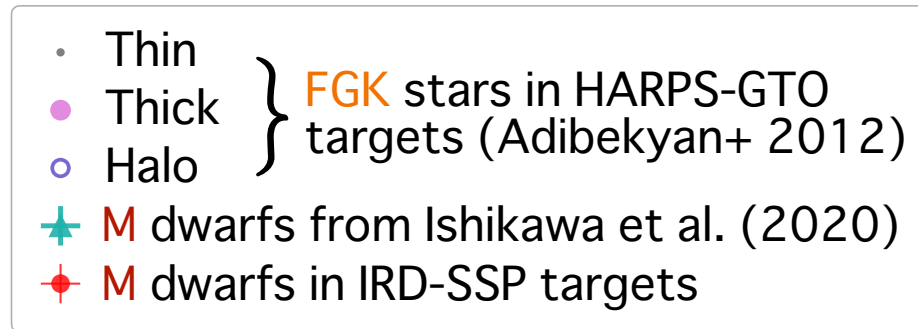 Thin
Thick
Halo
FGK stars in HARPS-GTO
targets (Adibekyan+ 2012)
M dwarfs from Ishikawa et al. (2020)
M dwarfs in IRD-SSP targets